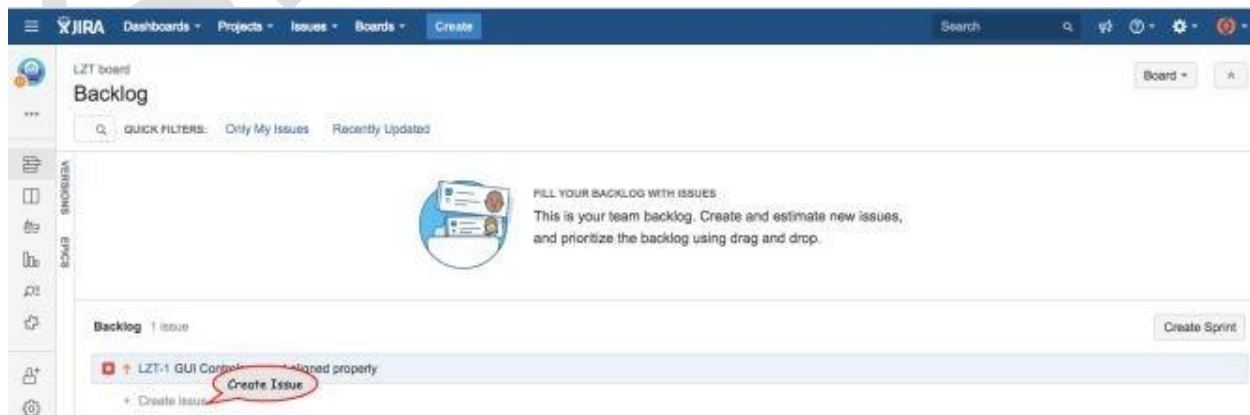 JIRA Dashboards Projects Issues Boards Create Search
LZT board
Board
Backlog
QUICK FILTERS: Only My Issues Recently Updated
VERSIONS
EPICS
FILL YOUR BACKLOG WITH ISSUES
This is your team backlog. Create and estimate new issues,
and prioritize the backlog using drag and drop.
Backlog 1 issue
Create Sprint
LZT-1 GUI aligned properly
Create Issue
+ Create issue